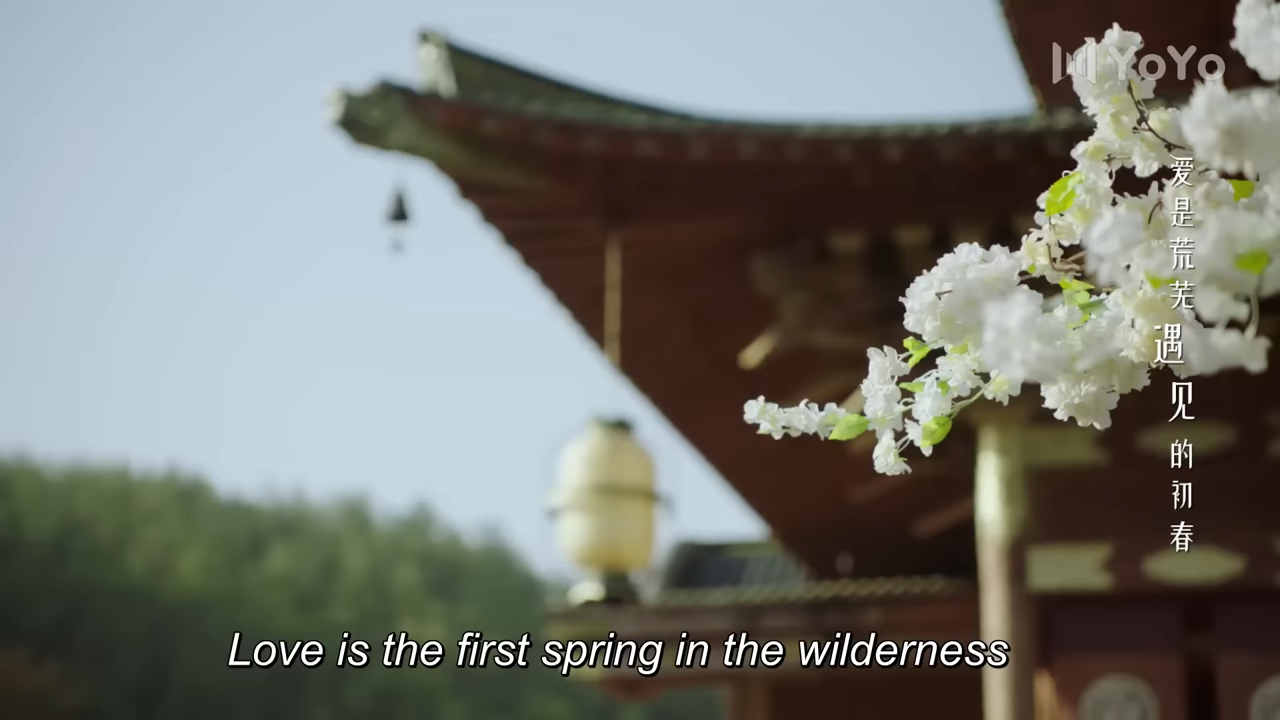 YoYo
爱是荒芜遇见的初春
Love is the first spring in the wilderness